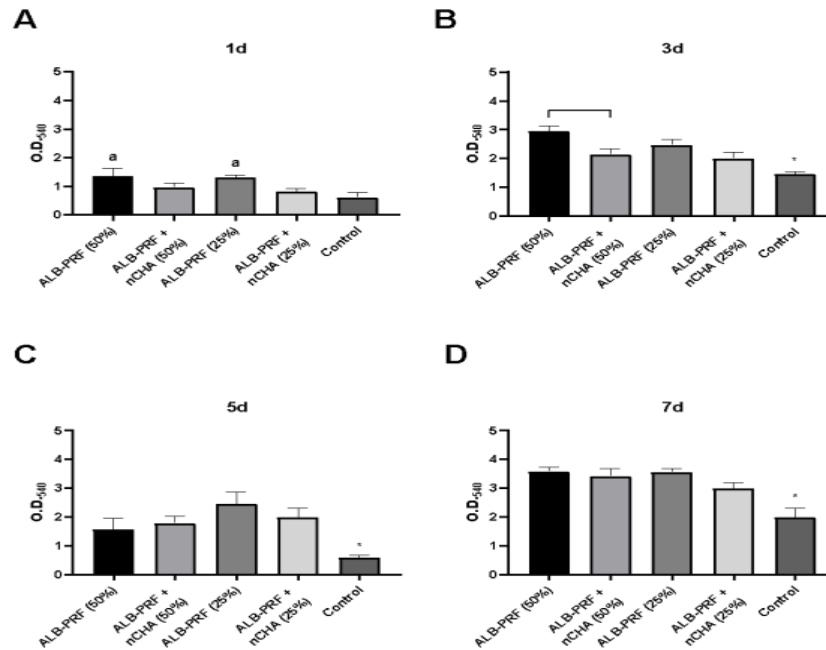 A
1d
5
4
3
2
1
0
O.D-540
a
a
ALB-PRF (50%)
ALB-PRF +
nCHA (50%)
ALB-PRF (25%)
ALB-PRF +
nCHA (25%)
Control
B
3d
5
4
3
2
1
0
O.D-540
*
ALB-PRF (50%)
ALB-PRF +
nCHA (50%)
ALB-PRF (25%)
ALB-PRF +
nCHA (25%)
Control
C
5d
5
4
3
2
1
0
O.D-540
*
ALB-PRF (50%)
ALB-PRF +
nCHA (50%)
ALB-PRF (25%)
ALB-PRF +
nCHA (25%)
Control
D
7d
5
4
3
2
1
0
O.D-540
*
ALB-PRF (50%)
ALB-PRF +
nCHA (50%)
ALB-PRF (25%)
ALB-PRF +
nCHA (25%)
Control